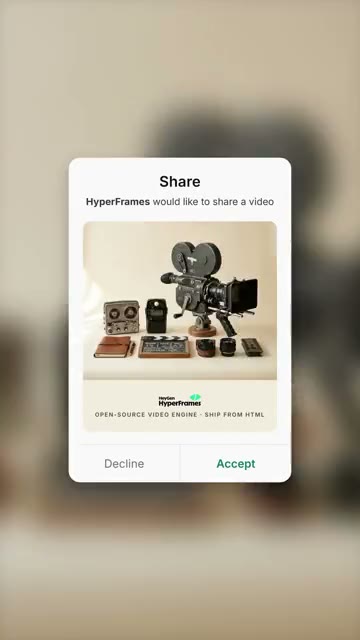 Share
HyperFrames would like to share a video
HeyGen
HyperFrames
OPEN-SOURCE VIDEO ENGINE · SHIP FROM HTML
Decline
Accept